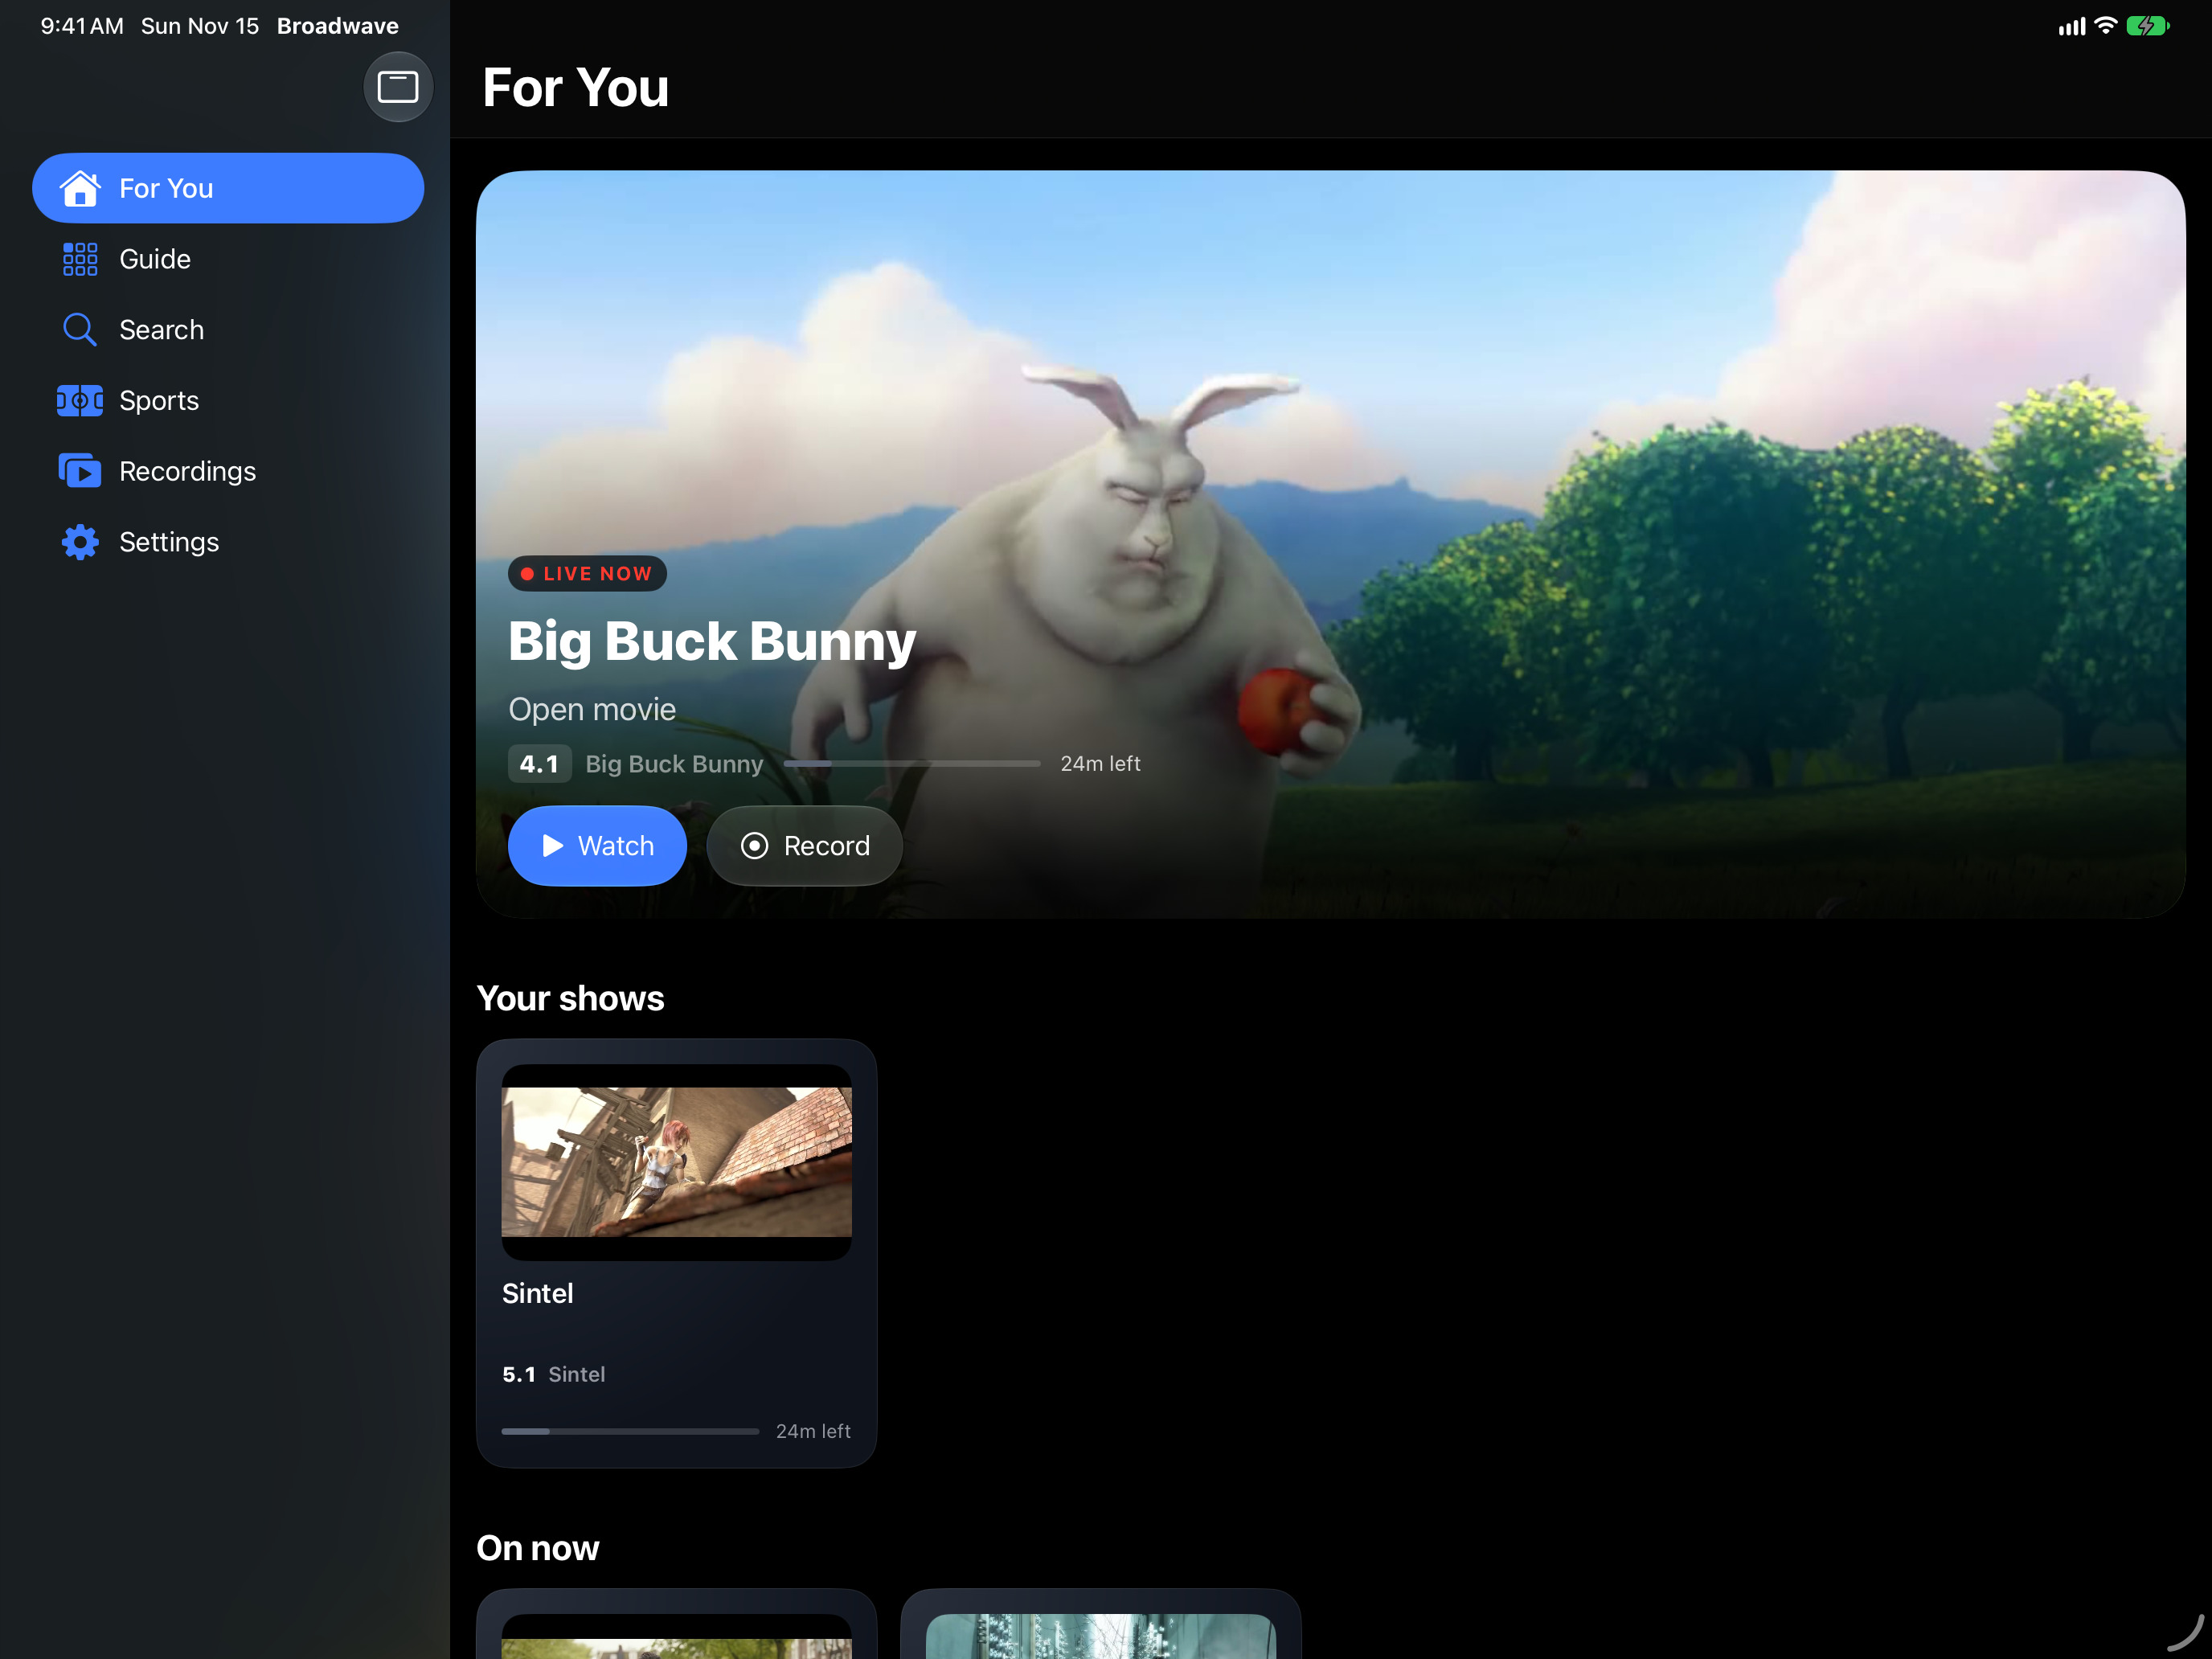 9:41 AM Sun Nov 15 Broadwave
For You
For You
Guide
Search
Sports
Recordings
Settings
LIVE NOW
Big Buck Bunny
Open movie
4.1 Big Buck Bunny 24m left
Watch Record
Your shows
Sintel
5.1 Sintel
24m left
On now